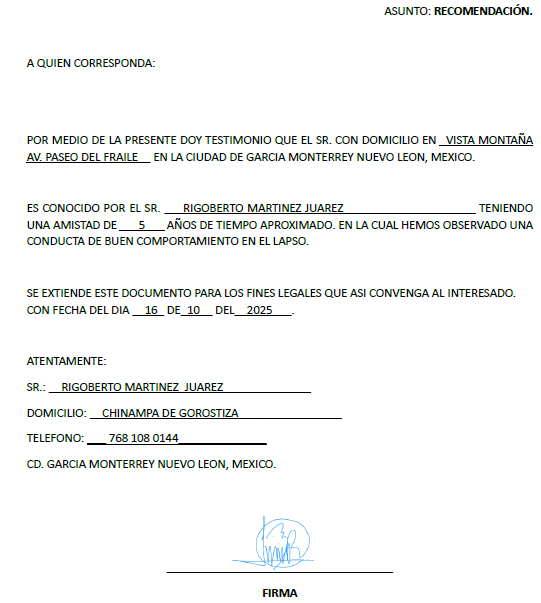 ASUNTO: RECOMENDACIÓN.
A QUIEN CORRESPONDA:
POR MEDIO DE LA PRESENTE DOY TESTIMONIO QUE EL SR. CON DOMICILIO EN VISTA MONTAÑA
AV. PASEO DEL FRAILE EN LA CIUDAD DE GARCIA MONTERREY NUEVO LEON, MEXICO.
ES CONOCIDO POR EL SR. RIGOBERTO MARTINEZ JUAREZ TENIENDO
UNA AMISTAD DE 5 AÑOS DE TIEMPO APROXIMADO. EN LA CUAL HEMOS OBSERVADO UNA
CONDUCTA DE BUEN COMPORTAMIENTO EN EL LAPSO.
SE EXTIENDE ESTE DOCUMENTO PARA LOS FINES LEGALES QUE ASI CONVENGA AL INTERESADO.
CON FECHA DEL DIA 16 DE 10 DEL 2025.
ATENTAMENTE:
SR.: RIGOBERTO MARTINEZ JUAREZ
DOMICILIO: CHINAMPA DE GOROSTIZA
TELEFONO: 768 108 0144
CD. GARCIA MONTERREY NUEVO LEON, MEXICO.
FIRMA